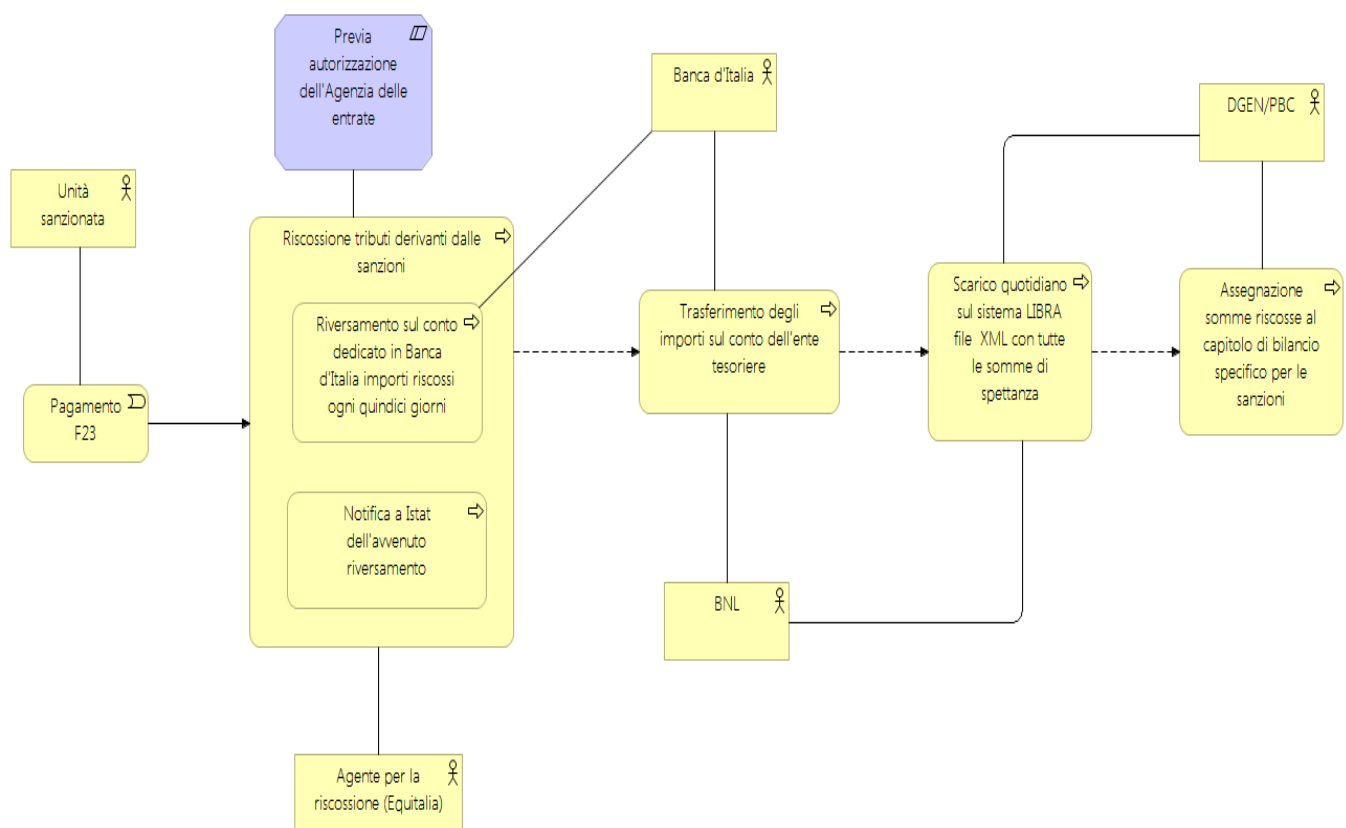 Previa
autorizzazione
dell'Agenzia delle
entrate
Banca d'Italia
DGEN/PBC
Unità
sanzionata
Riscossione tributi derivanti dalle
sanzioni
Riversamento sul conto
dedicato in Banca
d'Italia importi riscossi
ogni quindici giorni
Notifica a Istat
dell'avvenuto
riversamento
Pagamento
F23
Trasferimento degli
importi sul conto dell'ente
tesoriere
Scarico quotidiano
sul sistema LIBRA
file XML con tutte
le somme di
spettanza
Assegnazione
somme riscosse al
capitolo di bilancio
specifico per le
sanzioni
BNL
Agente per la
riscossione (Equitalia)